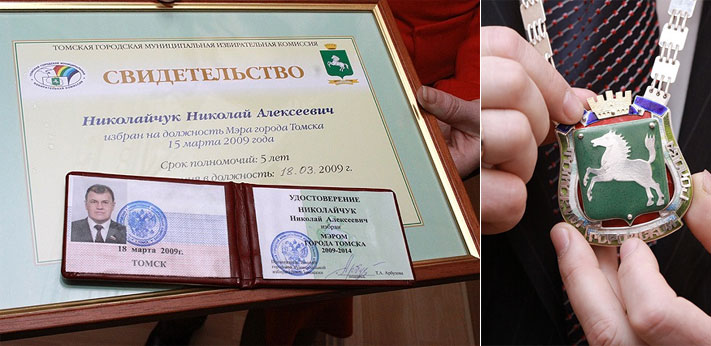 ТОМСКАЯ ГОРОДСКАЯ МУНИЦИПАЛЬНАЯ ИЗБИРАТЕЛЬНАЯ КОМИССИЯ
СВИДЕТЕЛЬСТВО
Николайчук Николай Алексеевич
избран на должность Мэра города Томска
15 марта 2009 года
Срок полномочий: 5 лет
в должность: 18.03. 2009 г.
18 марта 2009г.
ТОМСК
УДОСТОВЕРЕНИЕ
НИКОЛАЙЧУК
Николай Алексеевич
избран
МЭРОМ
ГОРОДА ТОМСКА
2009-2014
Т.А. Арбузова